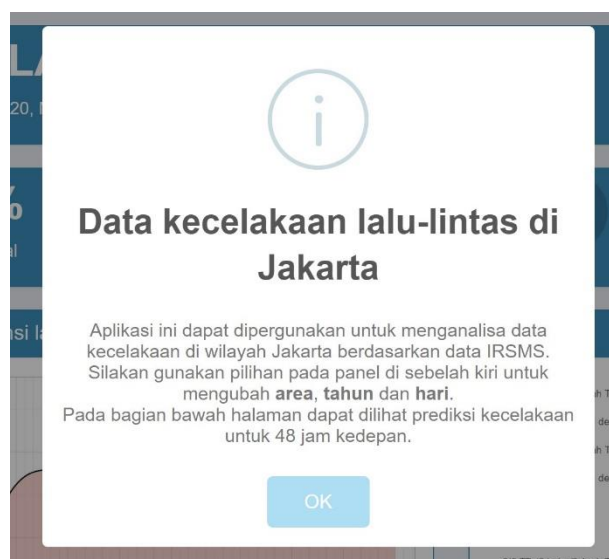 20,
%
Data kecelakaan lalu-lintas di
Jakarta
Aplikasi ini dapat dipergunakan untuk menganalisa data
kecelakaan di wilayah Jakarta berdasarkan data IRSMS.
Silakan gunakan pilihan pada panel di sebelah kiri untuk
mengubah area, tahun dan hari.
Pada bagian bawah halaman dapat dilihat prediksi kecelakaan
untuk 48 jam kedepan.
OK